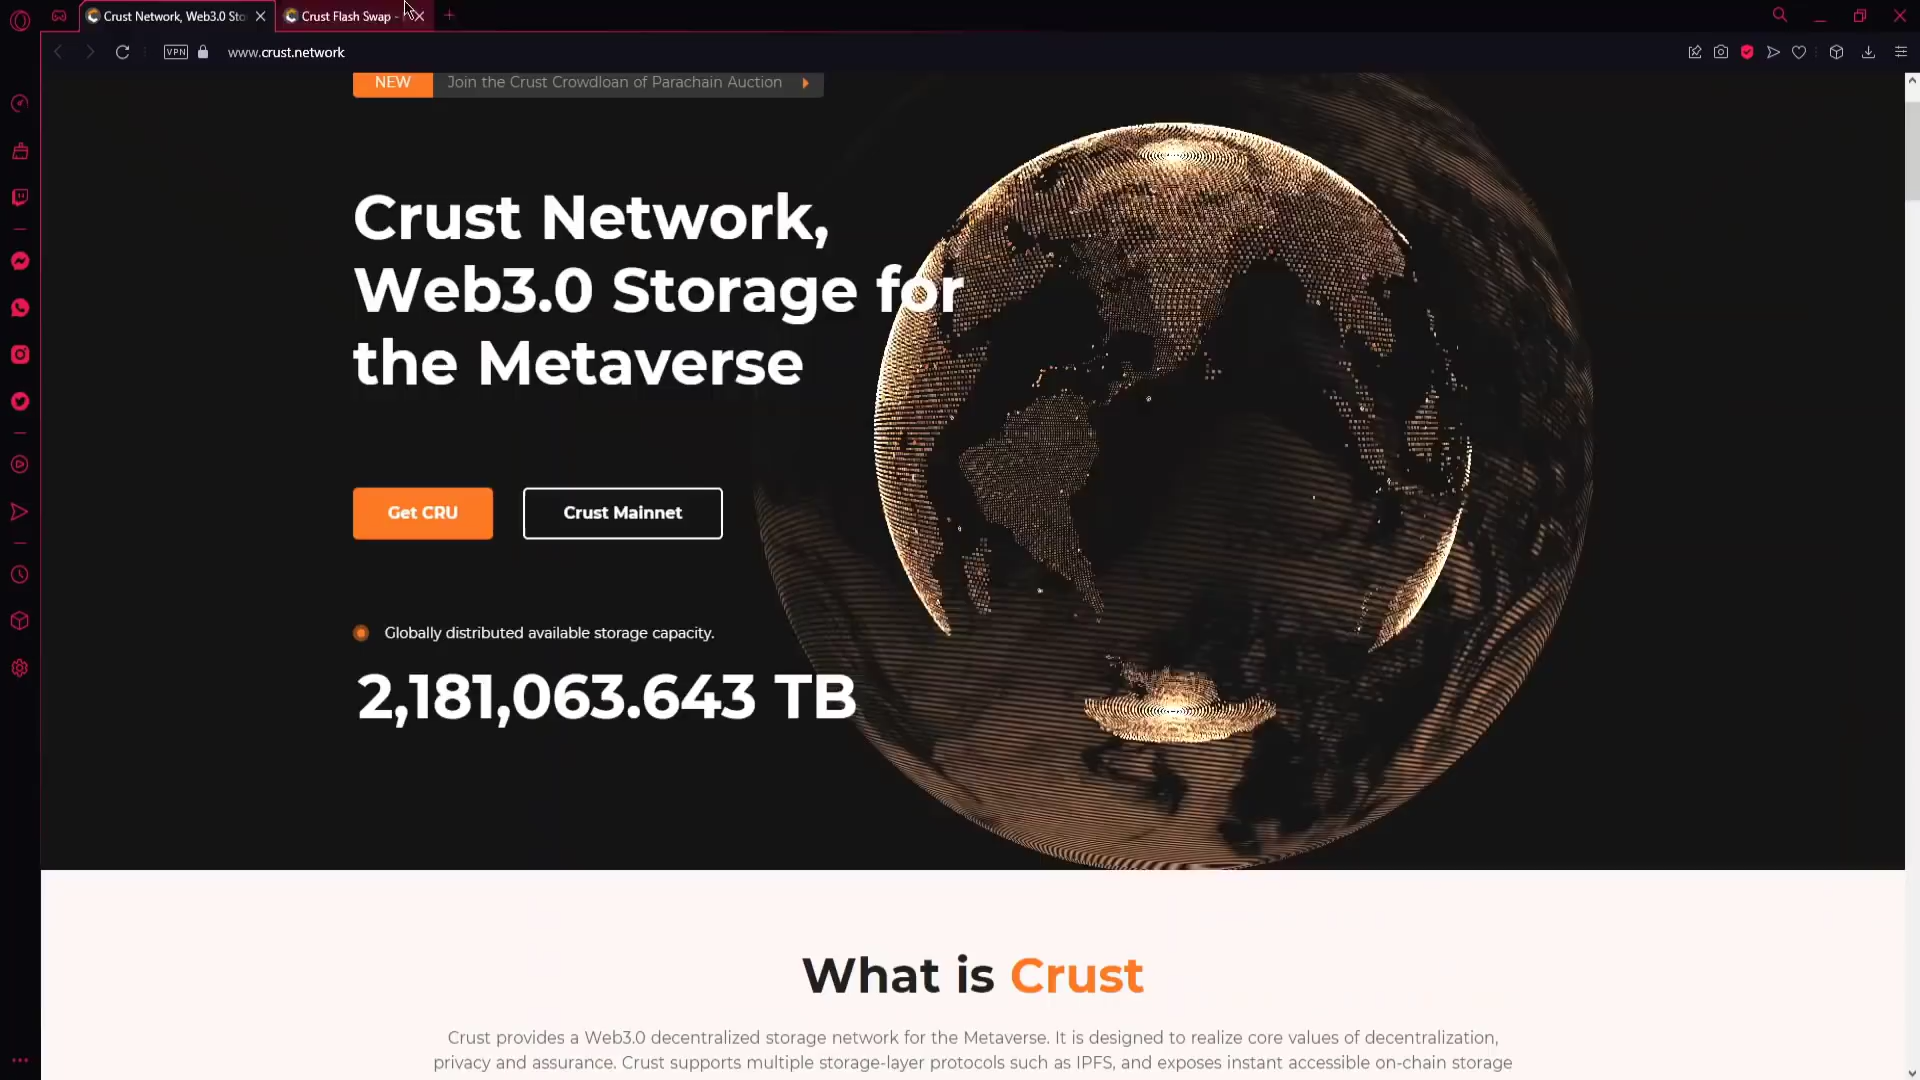 Crust Network, Web3.0 Sto
Crust Flash Swap -
VPN
www.crust.network
NEW
Join the Crust Crowdloan of Parachain Auction
Crust Network,
Web3.0 Storage for
the Metaverse
Get CRU
Crust Mainnet
Globally distributed available storage capacity.
2,181,063.643 TB
What is Crust
Crust provides a Web3.0 decentralized storage network for the Metaverse. It is designed to realize core values of decentralization,
privacy and assurance. Crust supports multiple storage-layer protocols such as IPFS, and exposes instant accessible on-chain storage